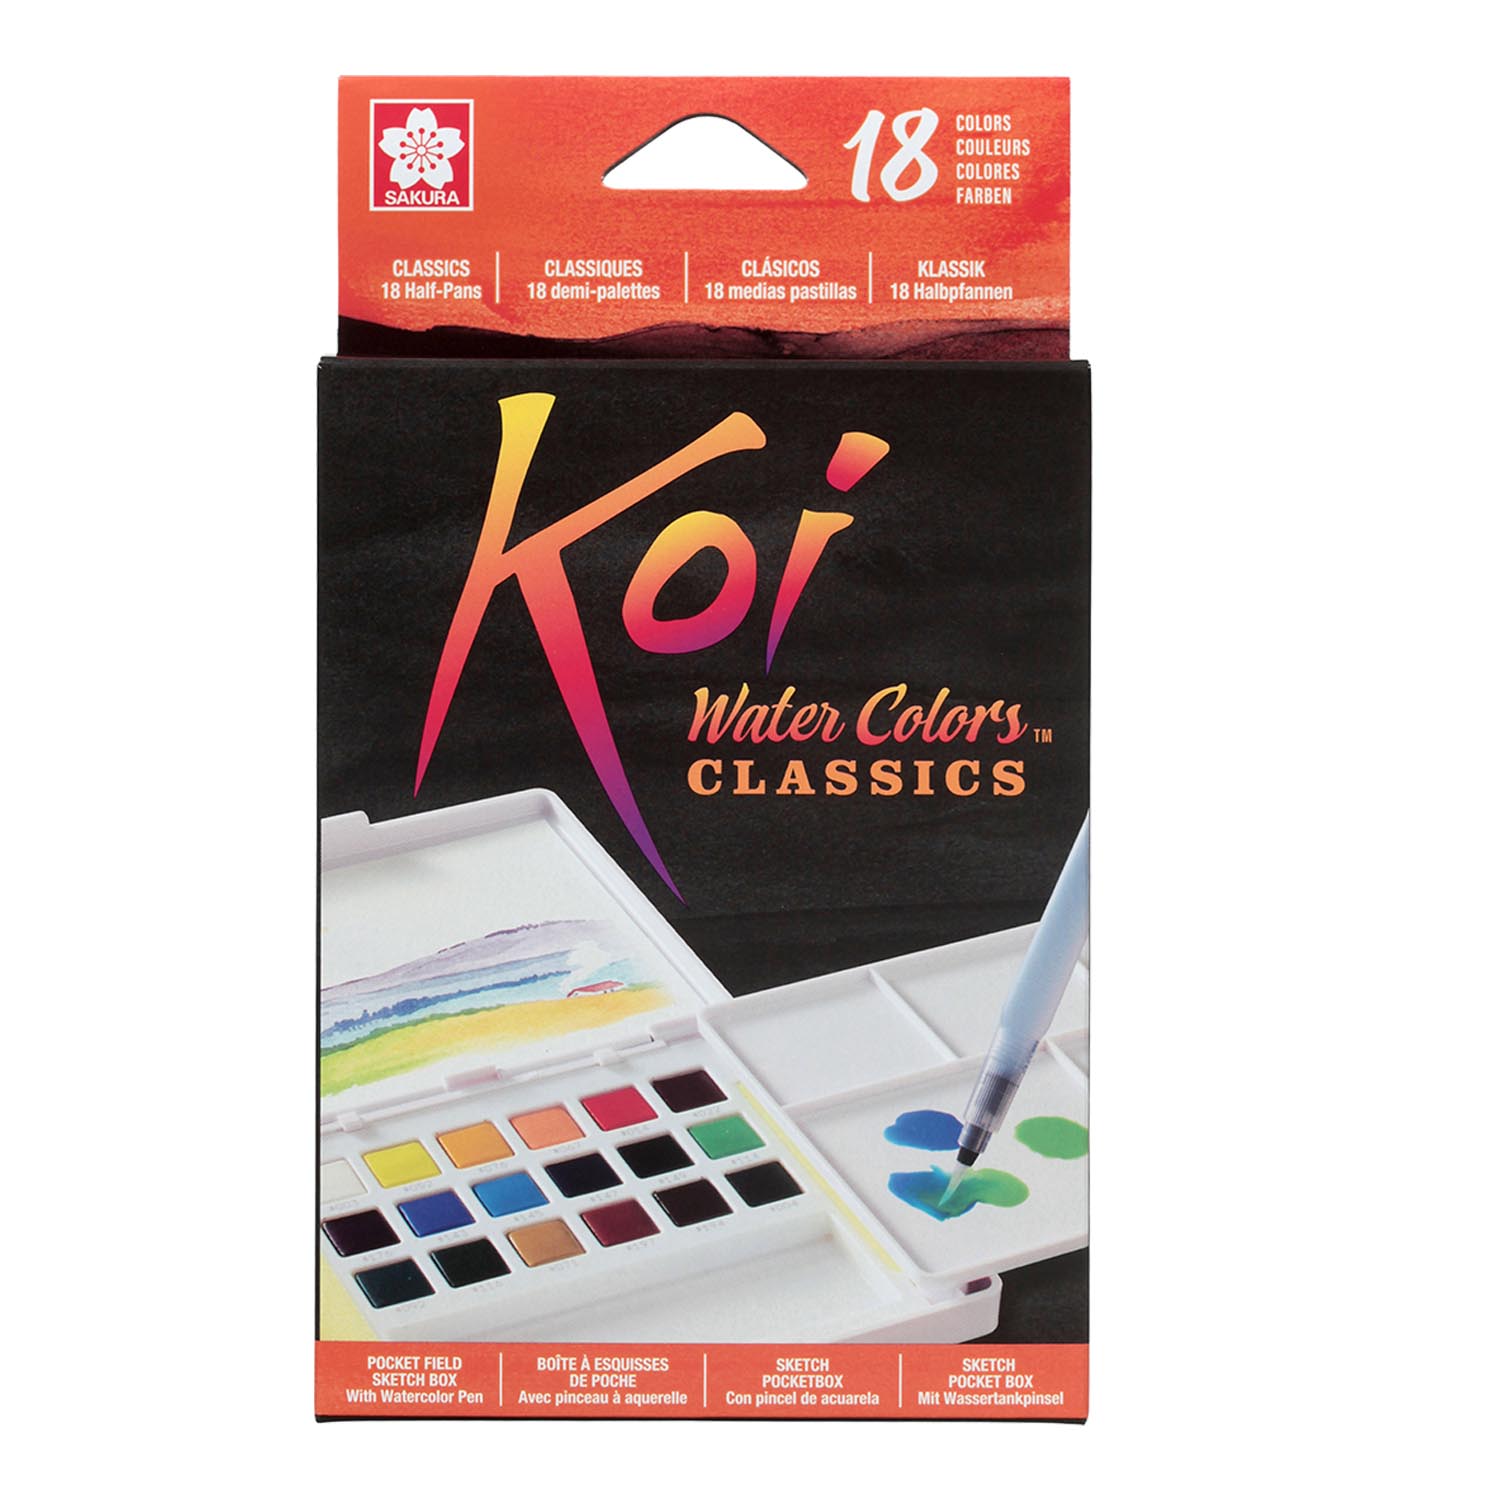 SAKURA
18
COLORS
COULEURS
COLORES
FARBEN
CLASSICS
18 Half-Pans
CLASSIQUES
18 demi-palettes
CLÁSICOS
18 medias pastillas
KLASSIK
18 Halbpfannen
Koi
Water Colors™
CLASSICS
POCKET FIELD
SKETCH BOX
With Watercolor Pen
BOÎTE À ESQUISSES
DE POCHE
Avec pinceau à aquerelle
SKETCH
POCKETBOX
Con pincel de acuarela
SKETCH
POCKET BOX
Mit Wassertankpinsel